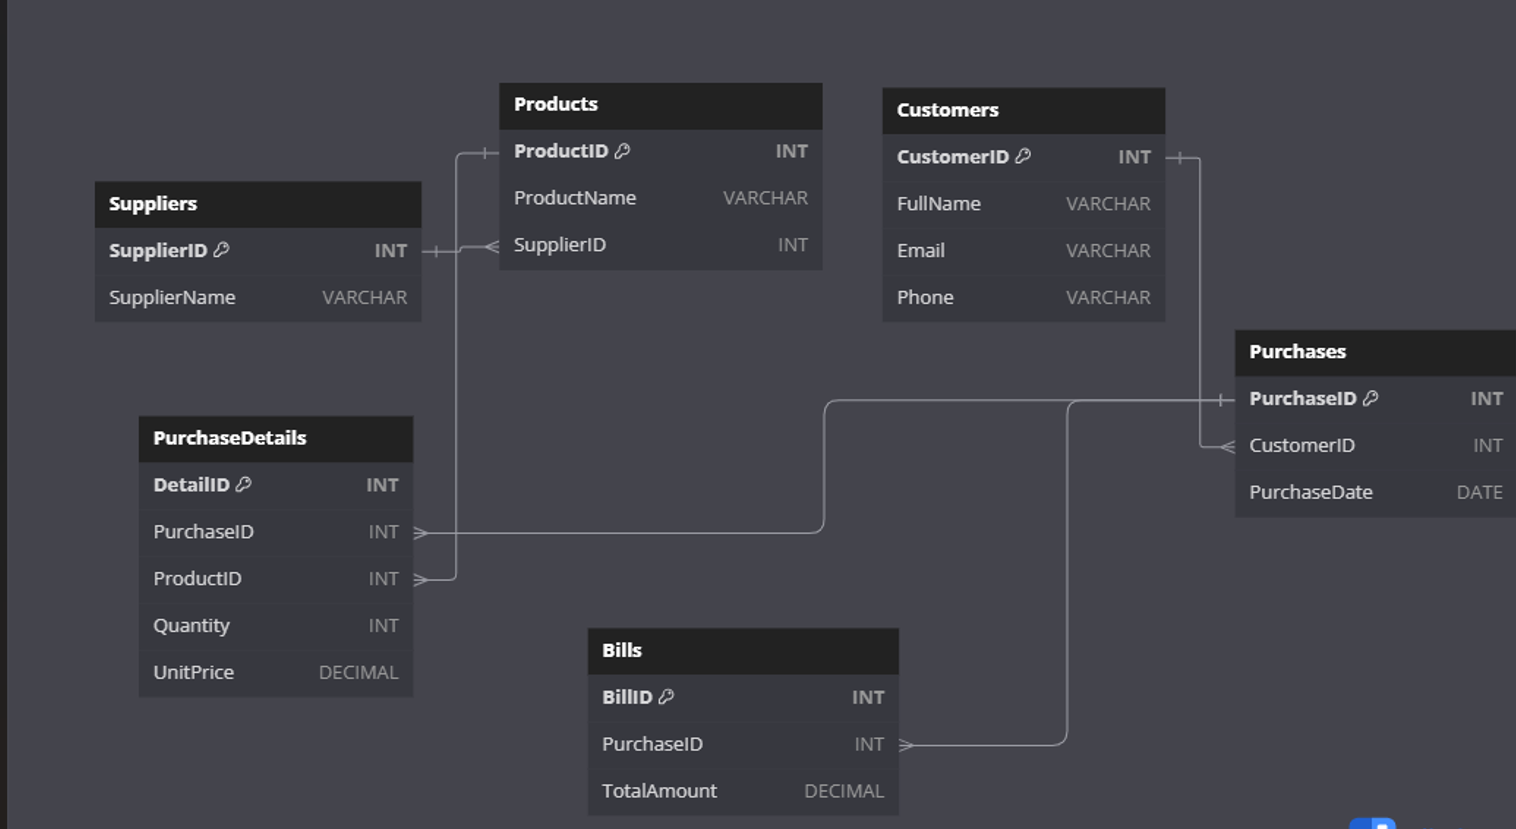 Products
ProductID INT
ProductName VARCHAR
SupplierID INT
Customers
CustomerID INT
FullName VARCHAR
Email VARCHAR
Phone VARCHAR
Suppliers
SupplierID INT
SupplierName VARCHAR
Purchases
PurchaseID INT
CustomerID INT
PurchaseDate DATE
PurchaseDetails
DetailID INT
PurchaseID INT
ProductID INT
Quantity INT
UnitPrice DECIMAL
Bills
BillID INT
PurchaseID INT
TotalAmount DECIMAL